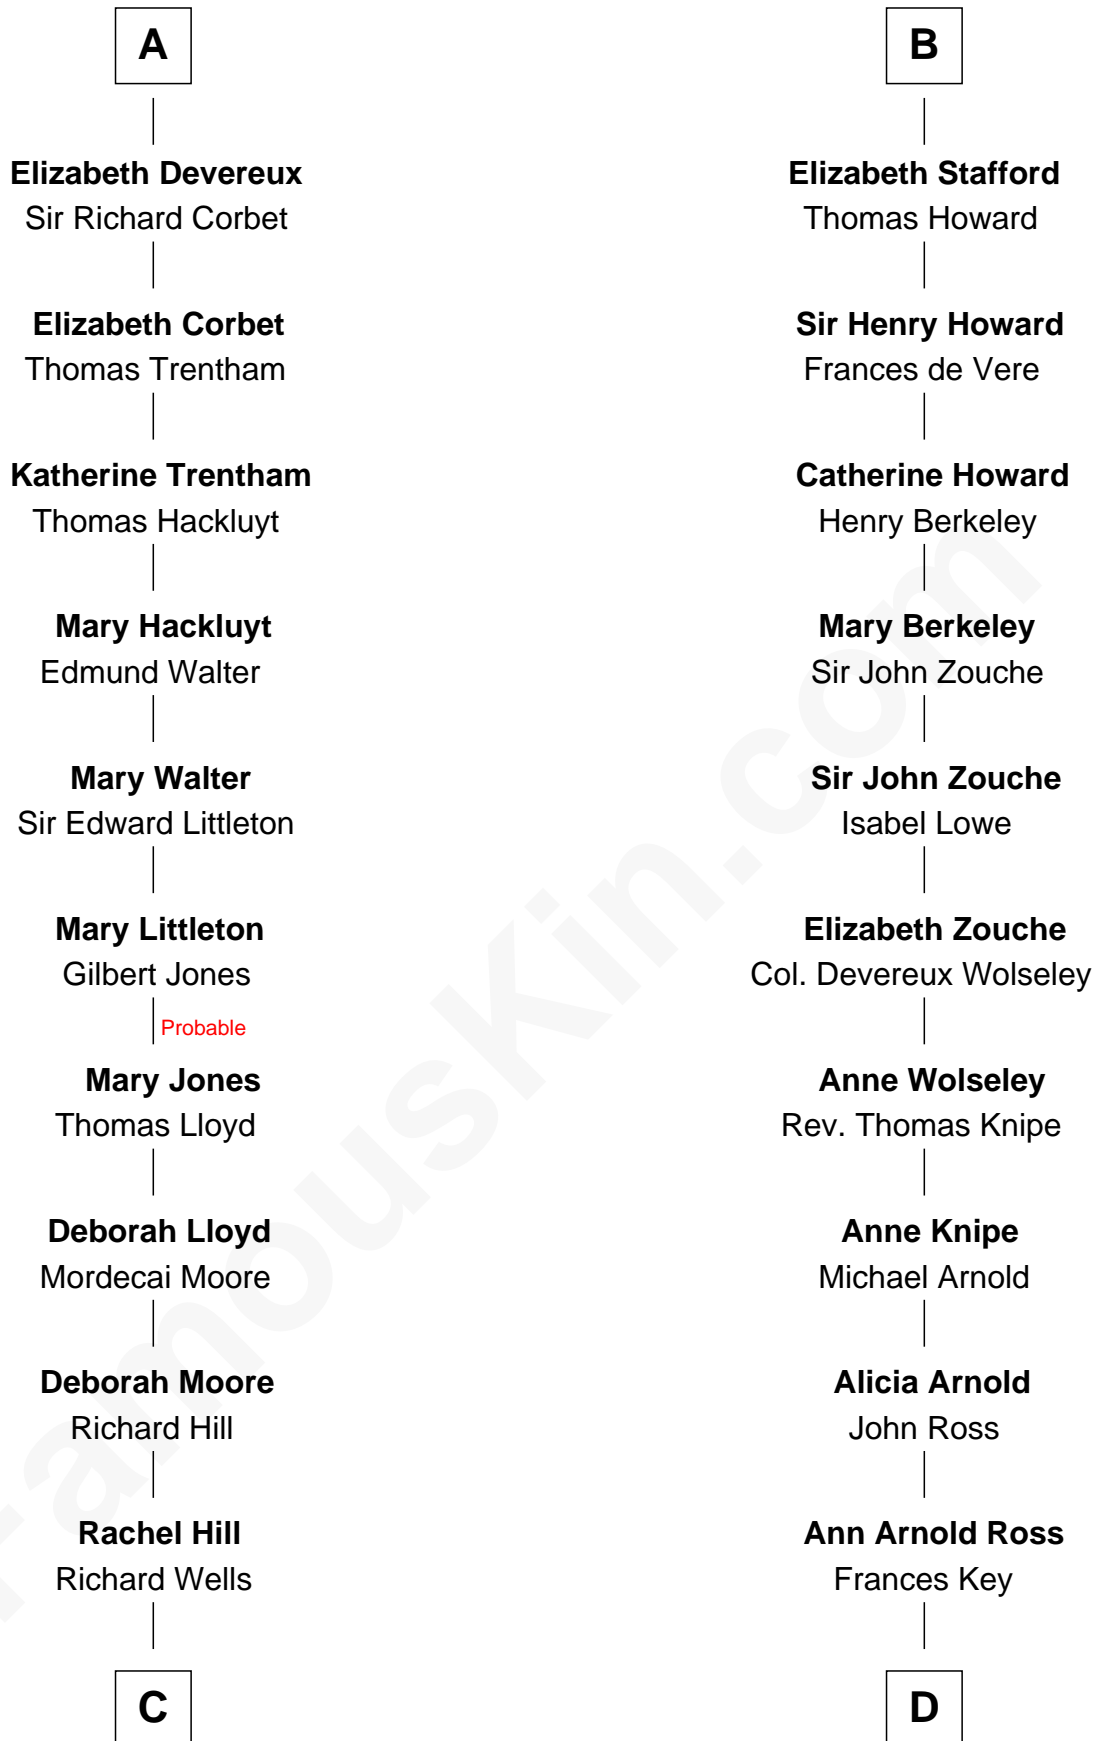 A
Elizabeth Devereux
Sir Richard Corbet
Elizabeth Corbet
Thomas Trentham
Katherine Trentham
Thomas Hackluyt
Mary Hackluyt
Edmund Walter
Mary Walter
Sir Edward Littleton
Mary Littleton
Gilbert Jones
Probable
Mary Jones
Thomas Lloyd
Deborah Lloyd
Mordecai Moore
Deborah Moore
Richard Hill
Rachel Hill
Richard Wells
C
B
Elizabeth Stafford
Thomas Howard
Sir Henry Howard
Frances de Vere
Catherine Howard
Henry Berkeley
Mary Berkeley
Sir John Zouche
Sir John Zouche
Isabel Lowe
Elizabeth Zouche
Col. Devereux Wolseley
Anne Wolseley
Rev. Thomas Knipe
Anne Knipe
Michael Arnold
Alicia Arnold
John Ross
Ann Arnold Ross
Frances Key
D
FamousKin.com